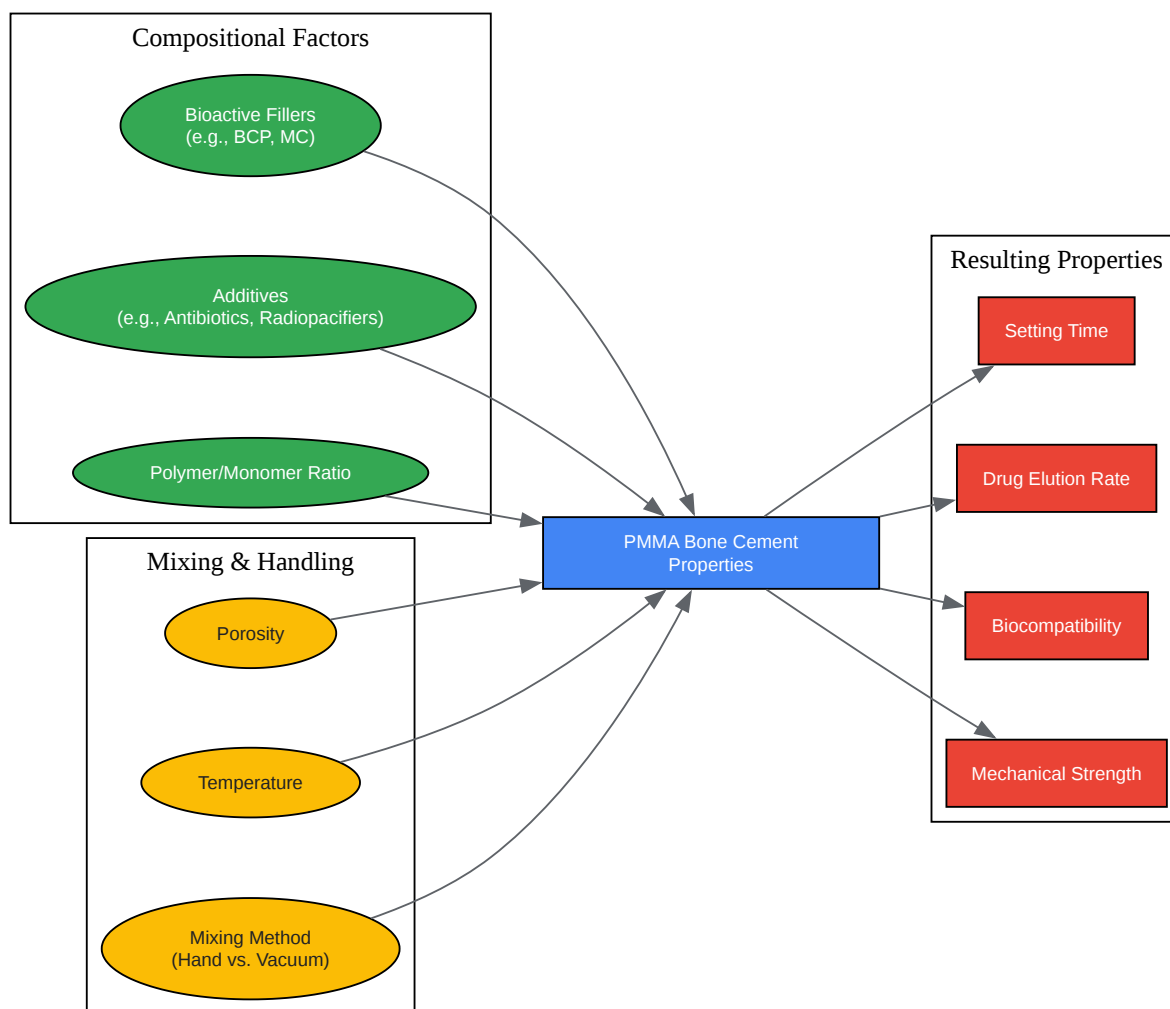 Compositional Factors
Bioactive Fillers
(e.g., BCP, MC)
Additives
(e.g., Antibiotics, Radiopacifiers)
Polymer/Monomer Ratio
Mixing & Handling
Porosity
Temperature
Mixing Method
(Hand vs. Vacuum)
PMMA Bone Cement
Properties
Resulting Properties
Setting Time
Drug Elution Rate
Biocompatibility
Mechanical Strength